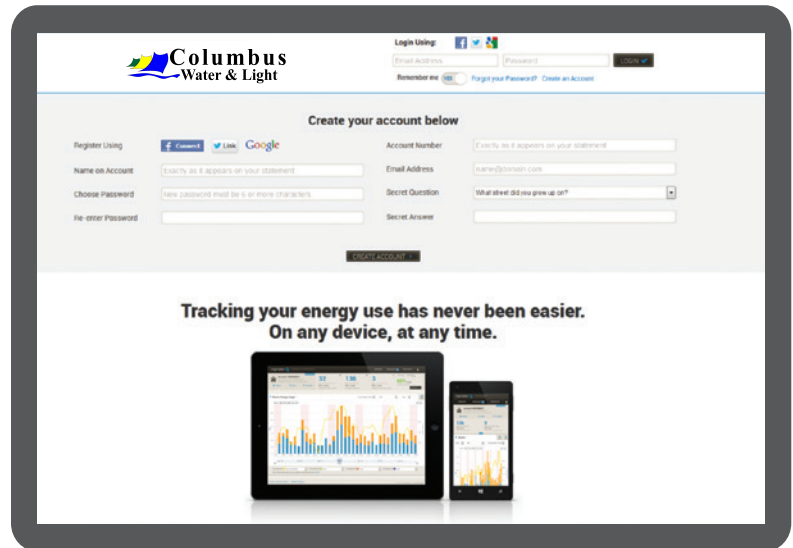 Columbus
Water & Light
Login Using:
Email Address Password LOGIN
Remember me YES Forgot your Password? Create an Account
Create your account below
Register Using f Connect Link Google
Account Number Exactly as it appears on your statement
Name on Account Exactly as it appears on your statement
Email Address name@domain.com
Choose Password New password must be 6 or more characters
Secret Question What street did you grow up on?
Re-enter Password
Secret Answer
CREATE ACCOUNT
Tracking your energy use has never been easier.
On any device, at any time.